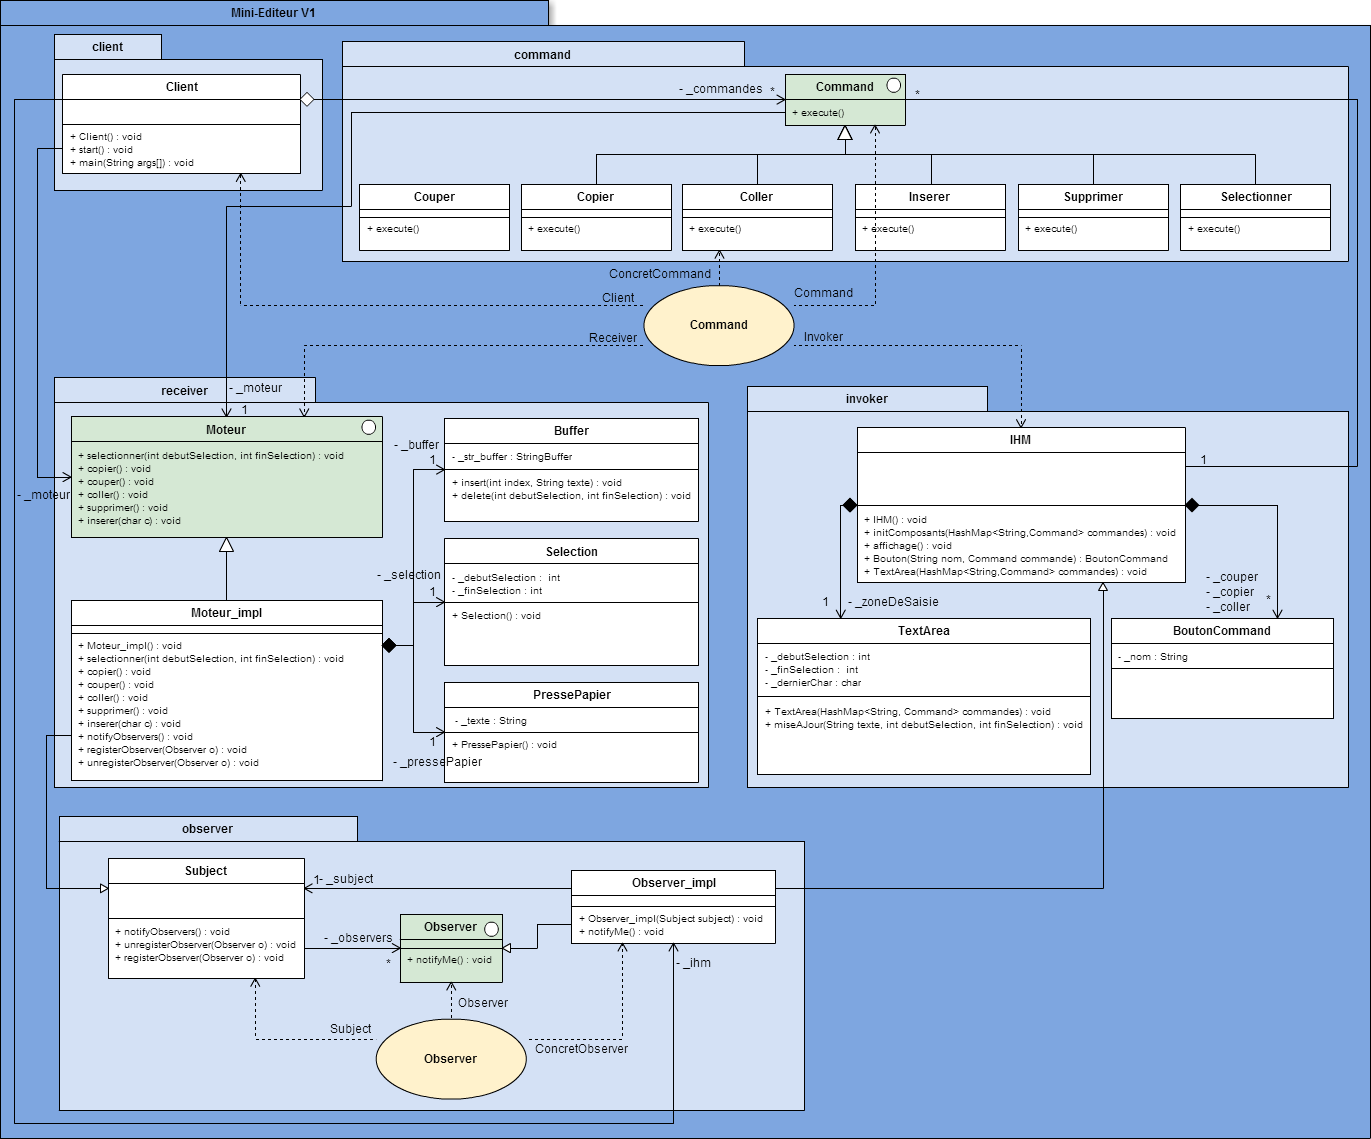 Mini-Editeur V1
client
Client
+ Client() : void
+ start() : void
+ main(String args[]) : void
command
- _commandes
*
Command
+ execute()
*
Couper
+ execute()
Copier
+ execute()
Coller
+ execute()
Inserer
+ execute()
Supprimer
+ execute()
Selectionner
+ execute()
ConcretCommand
Client
Command
Command
Receiver
Invoker
receiver
- _moteur
1
- _moteur
Moteur
+ selectionner(int debutSelection, int finSelection) : void
+ copier() : void
+ couper() : void
+ coller() : void
+ supprimer() : void
+ inserer(char c) : void
Moteur_impl
+ Moteur_impl() : void
+ selectionner(int debutSelection, int finSelection) : void
+ copier() : void
+ couper() : void
+ coller() : void
+ supprimer() : void
+ inserer(char c) : void
+ notifyObservers() : void
+ registerObserver(Observer o) : void
+ unregisterObserver(Observer o) : void
- _buffer
1
Buffer
- _str_buffer : StringBuffer
+ insert(int index, String texte) : void
+ delete(int debutSelection, int finSelection) : void
- _selection
1
Selection
- _debutSelection : int
- _finSelection : int
+ Selection() : void
PressePapier
- _texte : String
+ PressePapier() : void
1
- _pressePapier
invoker
IHM
1
+ IHM() : void
+ initComposants(HashMap<String,Command> commandes) : void
+ affichage() : void
+ Bouton(String nom, Command commande) : BoutonCommand
+ TextArea(HashMap<String,Command> commandes) : void
1
- _zoneDeSaisie
- _couper
- _copier
- _coller
*
TextArea
- _debutSelection : int
- _finSelection : int
- _dernierChar : char
+ TextArea(HashMap<String, Command> commandes) : void
+ miseAJour(String texte, int debutSelection, int finSelection) : void
BoutonCommand
- _nom : String
observer
Subject
+ notifyObservers() : void
+ unregisterObserver(Observer o) : void
+ registerObserver(Observer o) : void
1
- _subject
- _observers
*
Observer
+ notifyMe() : void
Observer_impl
+ Observer_impl(Subject subject) : void
+ notifyMe() : void
- _ihm
Observer
Subject
ConcretObserver
Observer